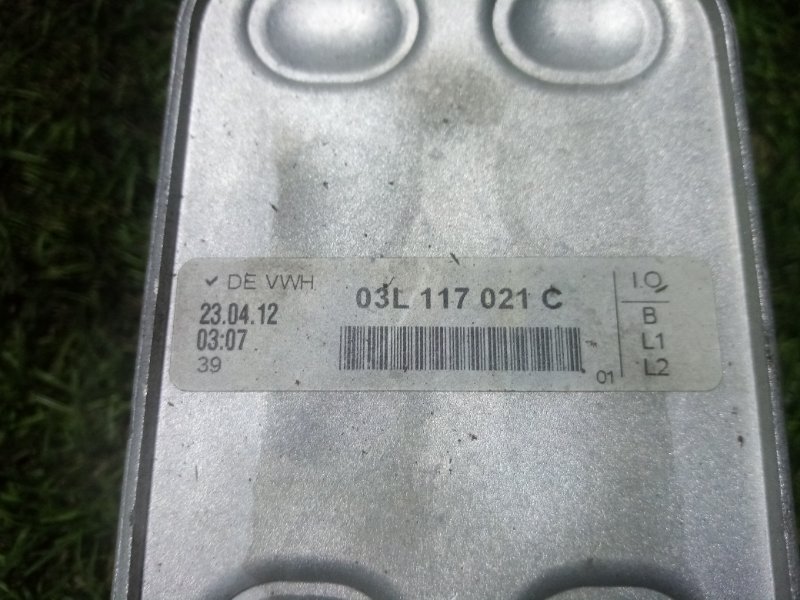 ✓ DE VWH
23.04.12
03:07
39
03L 117 021 C
01
I.O
B
L1
L2